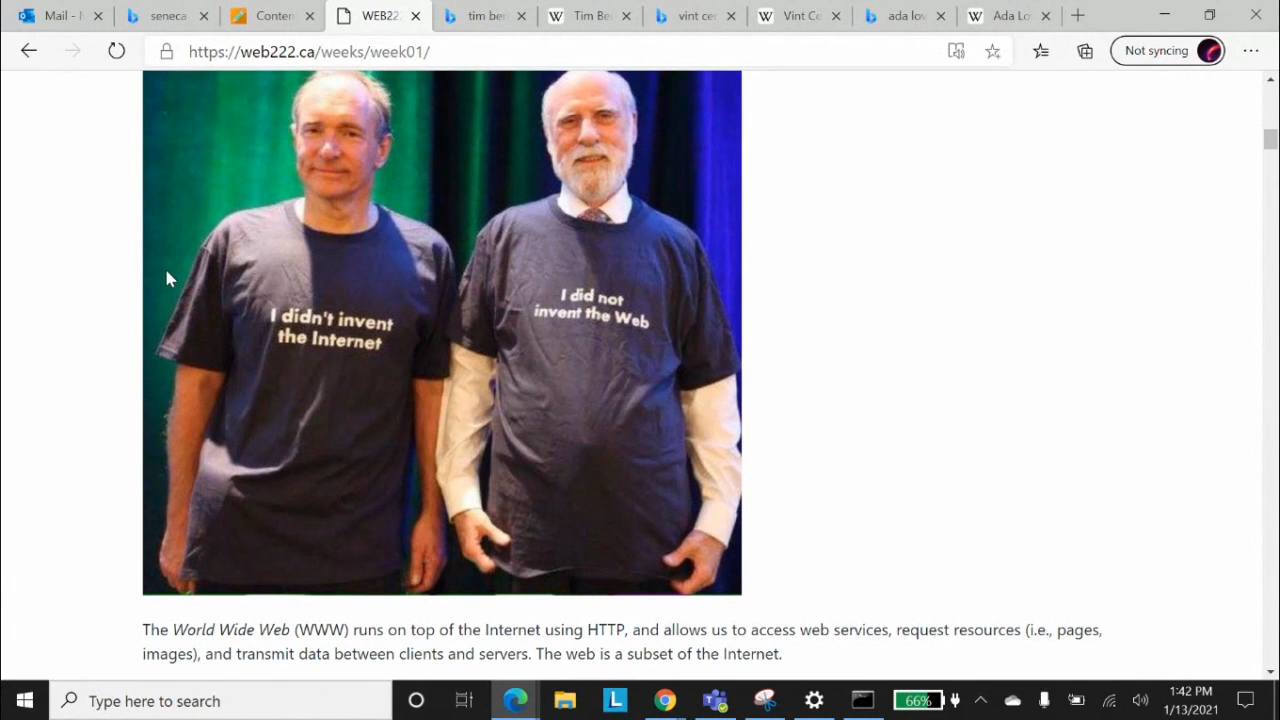 Mail - I
seneca
Conten
WEB22
tim ber
Tim Be
vint cer
Vint Ce
ada lov
Ada Lo
https://web222.ca/weeks/week01/
Not syncing
I didn't invent
the Internet
I did not
invent the Web
The World Wide Web (WWW) runs on top of the Internet using HTTP, and allows us to access web services, request resources (i.e., pages,
images), and transmit data between clients and servers. The web is a subset of the Internet.
Type here to search
66%
1:42 PM
1/13/2021